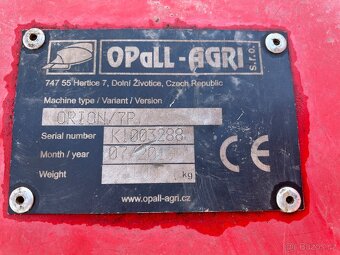 OPaLL-AGRI s.r.o.
747 55 Hertice 7, Dolní Životice, Czech Republic
Machine type / Variant / Version
ORION/7R
Serial number K1003288
Month / year
Weight kg
CE
www.opall-agri.cz